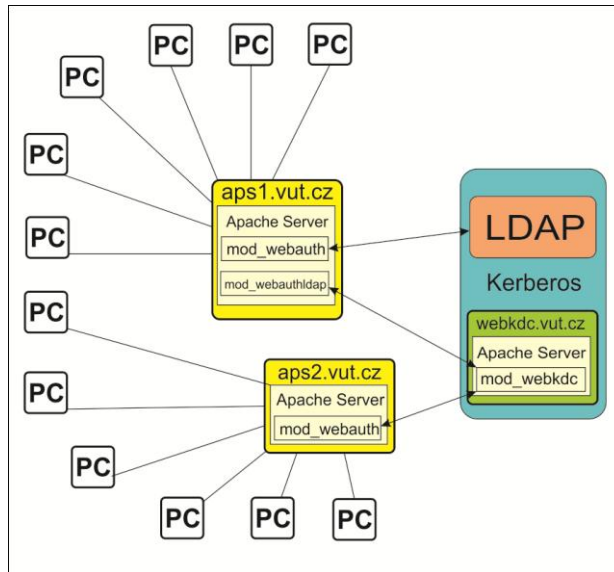 PC
PC
PC
PC
PC
PC
aps1.vut.cz
Apache Server
mod_webauth
mod_webauthldap
LDAP
Kerberos
webkdc.vut.cz
Apache Server
mod_webkdc
PC
PC
PC
PC
PC
PC
aps2.vut.cz
Apache Server
mod_webauth